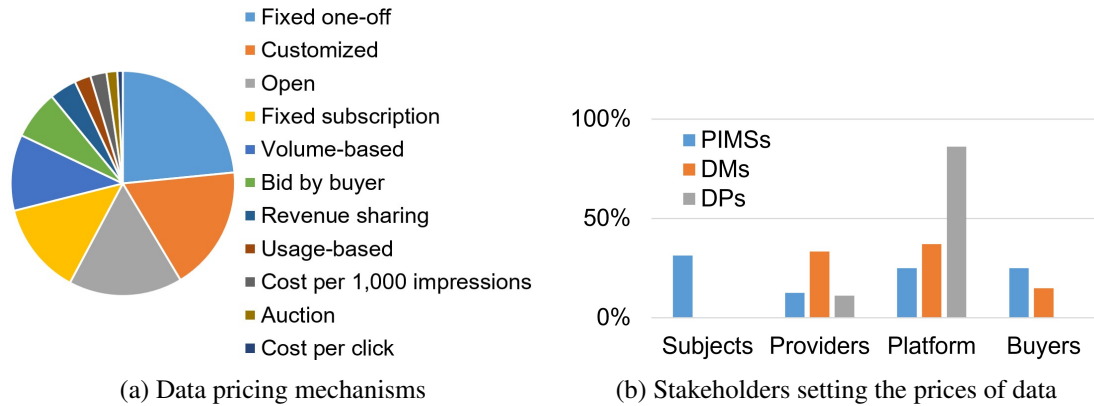 Fixed one-off
Customized
Open
Fixed subscription
Volume-based
Bid by buyer
Revenue sharing
Usage-based
Cost per 1,000 impressions
Auction
Cost per click
(a) Data pricing mechanisms
100%
50%
0%
PIMSs
DMs
DPs
Subjects Providers Platform Buyers
(b) Stakeholders setting the prices of data